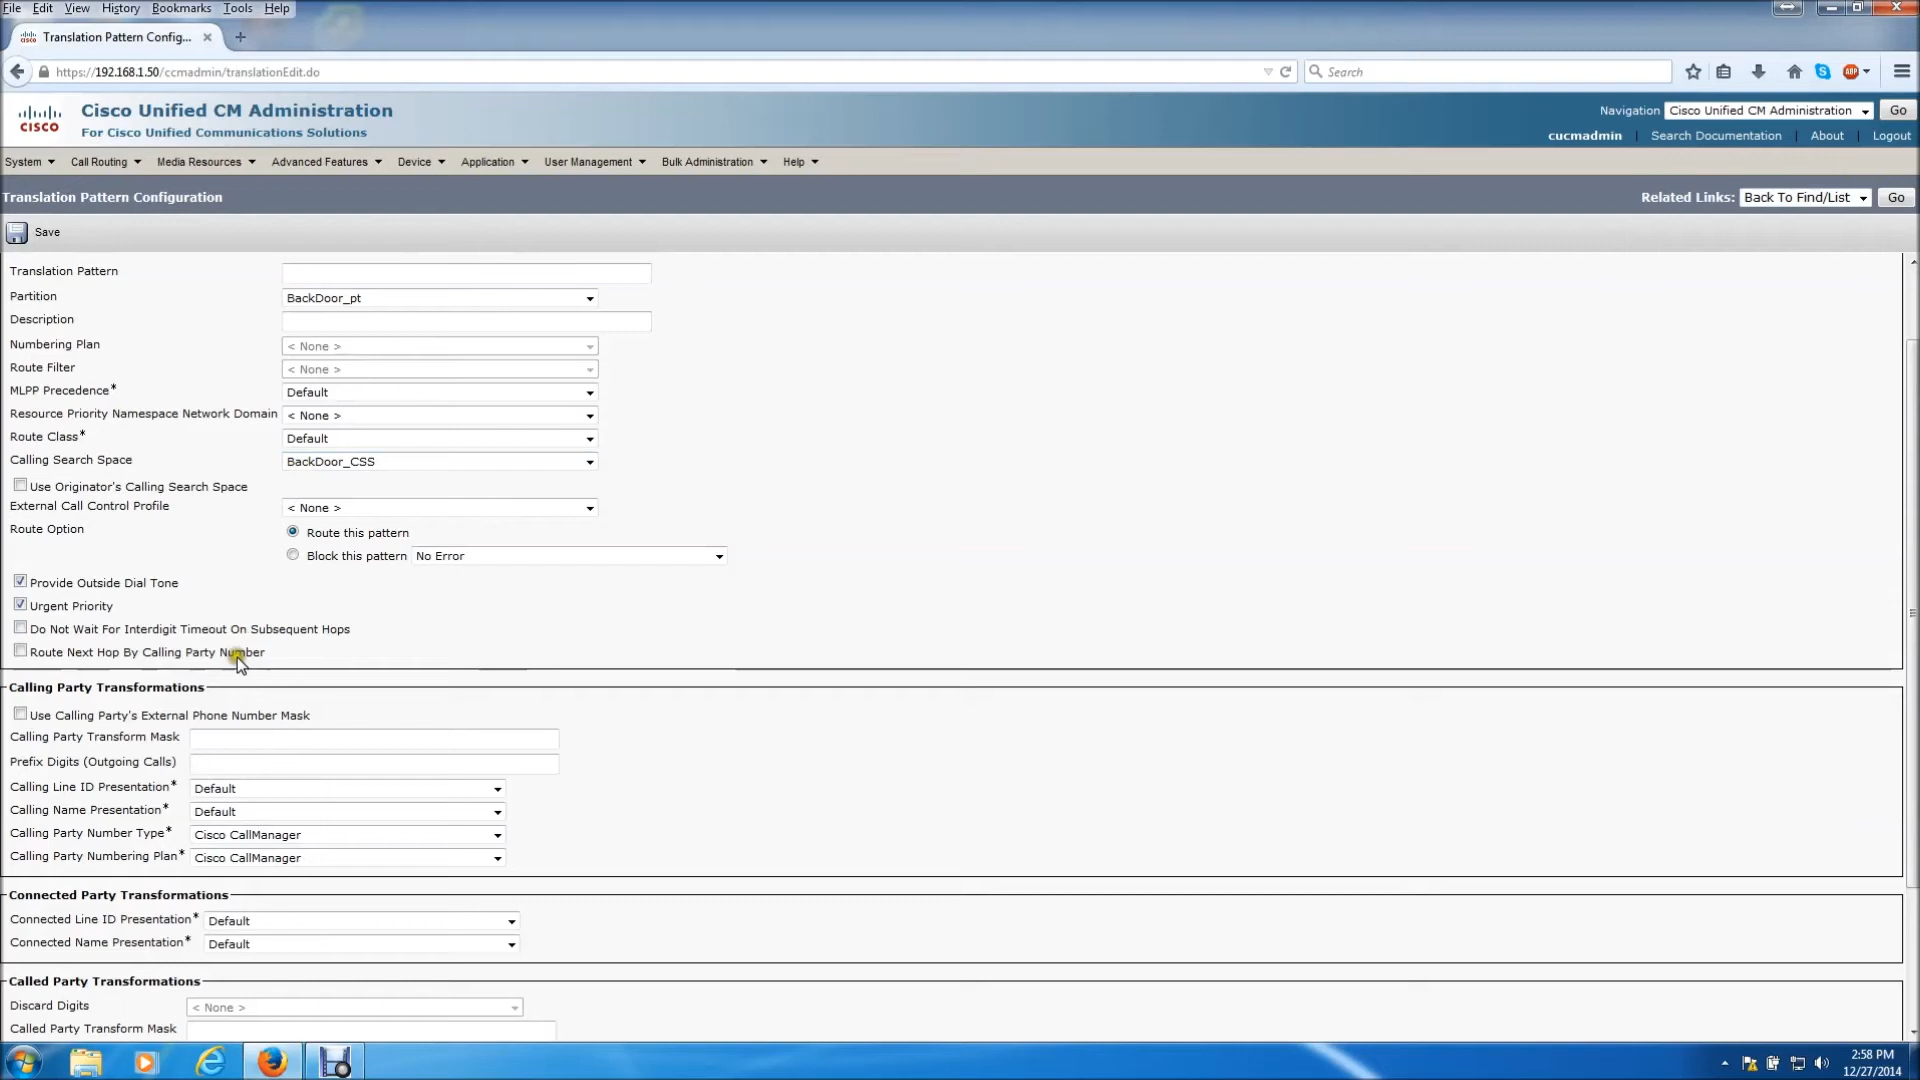 File Edit View History Bookmarks Tools Help
Translation Pattern Config...
https://192.168.1.50/ccmadmin/translationEdit.do
Search
ABP
CISCO
Cisco Unified CM Administration
For Cisco Unified Communications Solutions
Navigation Cisco Unified CM Administration Go
cucmadmin | Search Documentation | About | Logout
System Call Routing Media Resources Advanced Features Device Application User Management Bulk Administration Help
Translation Pattern Configuration
Related Links: Back To Find/List Go
Save
Translation Pattern
Partition BackDoor_pt
Description
Numbering Plan < None >
Route Filter < None >
MLPP Precedence* Default
Resource Priority Namespace Network Domain < None >
Route Class* Default
Calling Search Space BackDoor_CSS
Use Originator's Calling Search Space
External Call Control Profile < None >
Route Option Route this pattern
Block this pattern No Error
Provide Outside Dial Tone
Urgent Priority
Do Not Wait For Interdigit Timeout On Subsequent Hops
Route Next Hop By Calling Party Number
Calling Party Transformations
Use Calling Party's External Phone Number Mask
Calling Party Transform Mask
Prefix Digits (Outgoing Calls)
Calling Line ID Presentation* Default
Calling Name Presentation* Default
Calling Party Number Type* Cisco CallManager
Calling Party Numbering Plan* Cisco CallManager
Connected Party Transformations
Connected Line ID Presentation* Default
Connected Name Presentation* Default
Called Party Transformations
Discard Digits < None >
Called Party Transform Mask
2:58 PM
12/27/2014